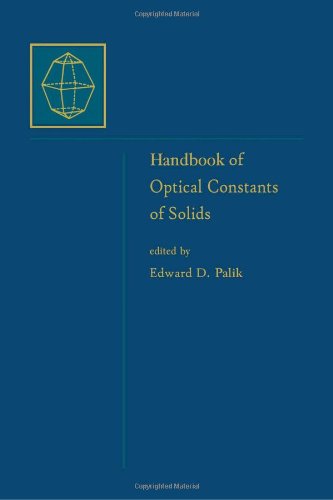 Handbook of
Optical Constants
of Solids
edited by
Edward D. Palik